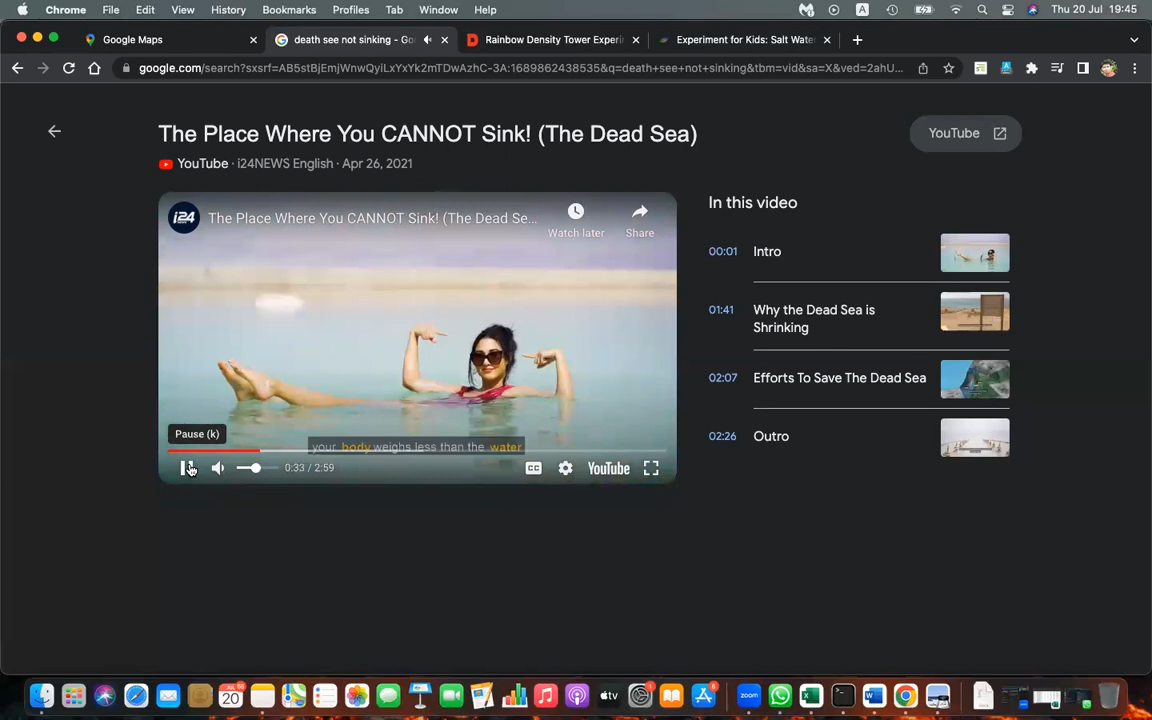 Chrome File Edit View History Bookmarks Profiles Tab Window Help A Thu 20 Jul 19:45
Google Maps death see not sinking - Go Rainbow Density Tower Experi Experiment for Kids: Salt Wate
google.com/search?sxsrf=AB5stBjEmjWnwQyiLxYxYk2mTDwAzhC-3A:1689862438535&q=death+see+not+sinking&tbm=vid&sa=X&ved=2ahU...
The Place Where You CANNOT Sink! (The Dead Sea)
YouTube
YouTube · i24NEWS English · Apr 26, 2021
i24 The Place Where You CANNOT Sink! (The Dead Se...
Watch later Share
your body weighs less than the water
Pause (k)
0:33 / 2:59 CC YouTube
In this video
00:01 Intro
01:41 Why the Dead Sea is
Shrinking
02:07 Efforts To Save The Dead Sea
02:26 Outro
20 tv zoom